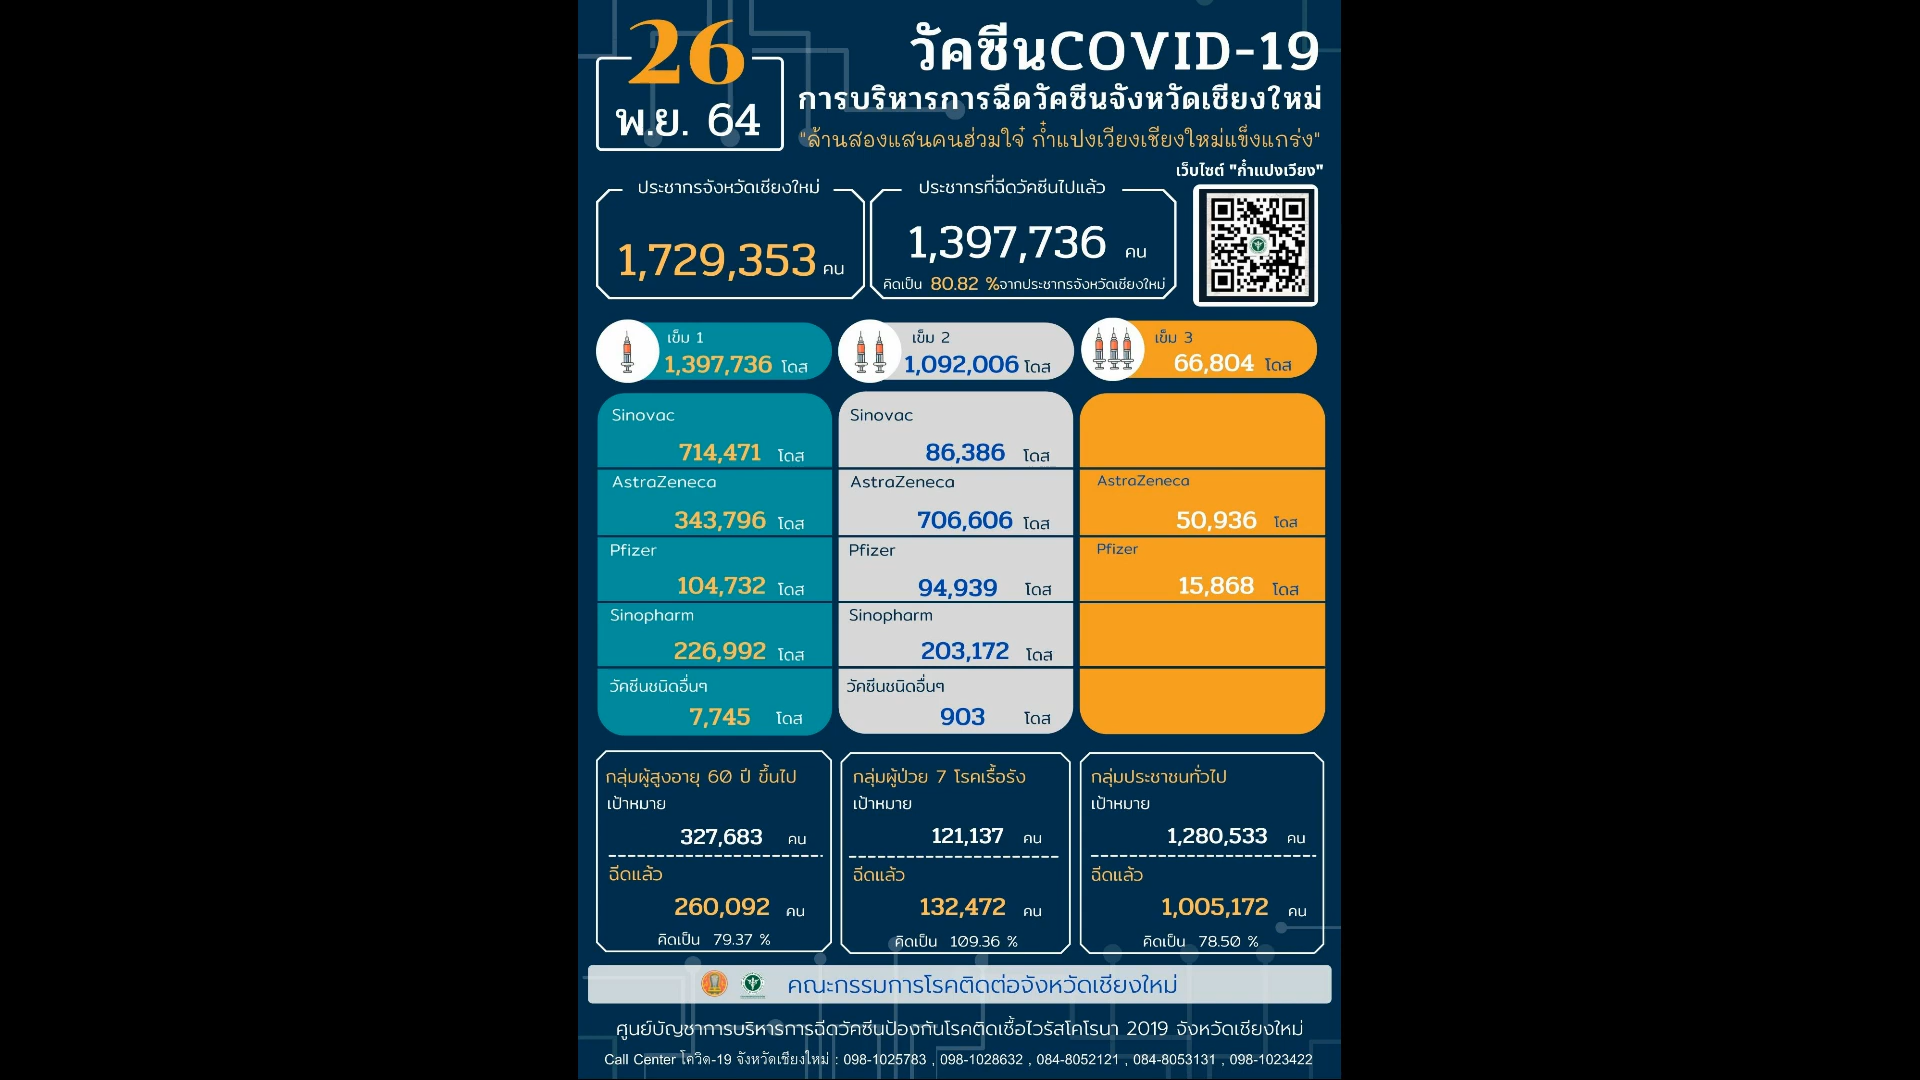 26
พ.ย. 64
วัคซีนCOVID-19
การบริหารการฉีดวัคซีนจังหวัดเชียงใหม่
"ล้านสองแสนคนฮ่วมใจ๋ ก๋ำแปงเวียงเชียงใหม่แข็งแกร่ง"
เว็บไซต์ "ก๋ำแปงเวียง"
ประชากรจังหวัดเชียงใหม่
1,729,353 คน
ประชากรที่ฉีดวัคซีนไปแล้ว
1,397,736 คน
คิดเป็น 80.82 %จากประชากรจังหวัดเชียงใหม่
เข็ม 1
1,397,736 โดส
เข็ม 2
1,092,006 โดส
เข็ม 3
66,804 โดส
Sinovac
714,471 โดส
AstraZeneca
343,796 โดส
Pfizer
104,732 โดส
Sinopharm
226,992 โดส
วัคซีนชนิดอื่นๆ
7,745 โดส
Sinovac
86,386 โดส
AstraZeneca
706,606 โดส
Pfizer
94,939 โดส
Sinopharm
203,172 โดส
วัคซีนชนิดอื่นๆ
903 โดส
AstraZeneca
50,936 โดส
Pfizer
15,868 โดส
กลุ่มผู้สูงอายุ 60 ปี ขึ้นไป
เป้าหมาย
327,683 คน
ฉีดแล้ว
260,092 คน
คิดเป็น 79.37 %
กลุ่มผู้ป่วย 7 โรคเรื้อรัง
เป้าหมาย
121,137 คน
ฉีดแล้ว
132,472 คน
คิดเป็น 109.36 %
กลุ่มประชาชนทั่วไป
เป้าหมาย
1,280,533 คน
ฉีดแล้ว
1,005,172 คน
คิดเป็น 78.50 %
คณะกรรมการโรคติดต่อจังหวัดเชียงใหม่
ศูนย์บัญชาการบริหารการฉีดวัคซีนป้องกันโรคติดเชื้อไวรัสโคโรนา 2019 จังหวัดเชียงใหม่
Call Center โควิด-19 จังหวัดเชียงใหม่ : 098-1025783 , 098-1028632 , 084-8052121 , 084-8053131 , 098-1023422